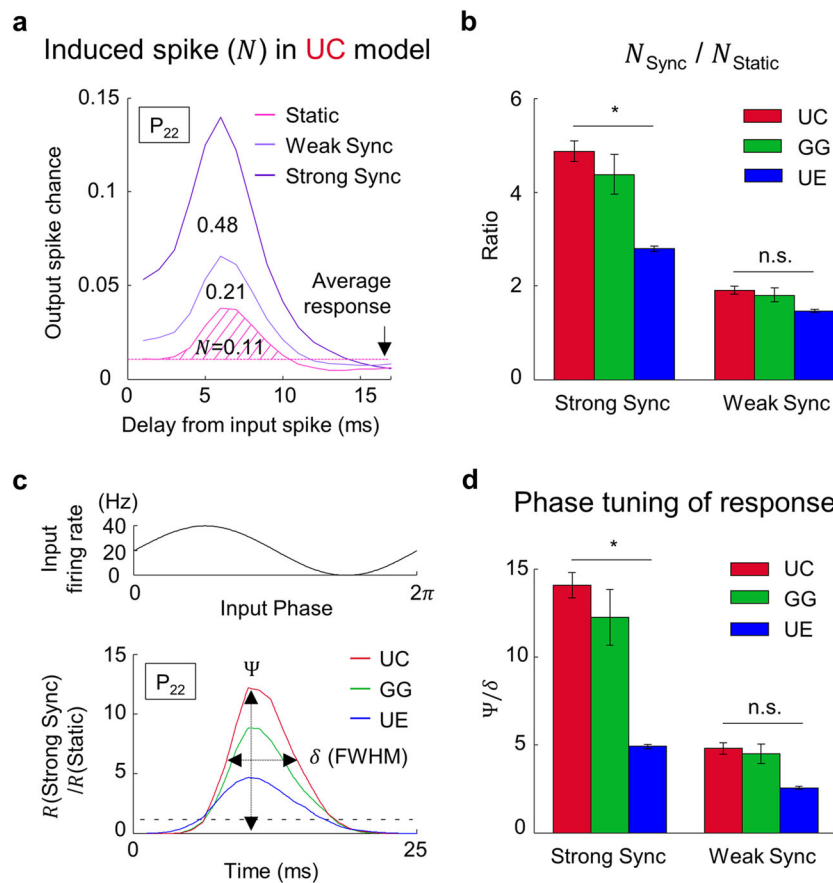 a
Induced spike (N) in UC model
0.15
0.1
0.05
0
Output spike chance
P22
Static
Weak Sync
Strong Sync
0.48
0.21
N=0.11
Average
response
0 5 10 15
Delay from input spike (ms)
b
N Sync / N Static
6
4
2
0
Ratio
*
UC
GG
UE
n.s.
Strong Sync Weak Sync
c
(Hz)
40
20
0
Input
firing rate
0 2π
Input Phase
15
10
5
0
R(Strong Sync)
/R(Static)
P22
Ψ
UC
GG
UE
δ (FWHM)
0 25
Time (ms)
d
Phase tuning of response
15
10
5
0
Ψ/δ
*
UC
GG
UE
n.s.
Strong Sync Weak Sync